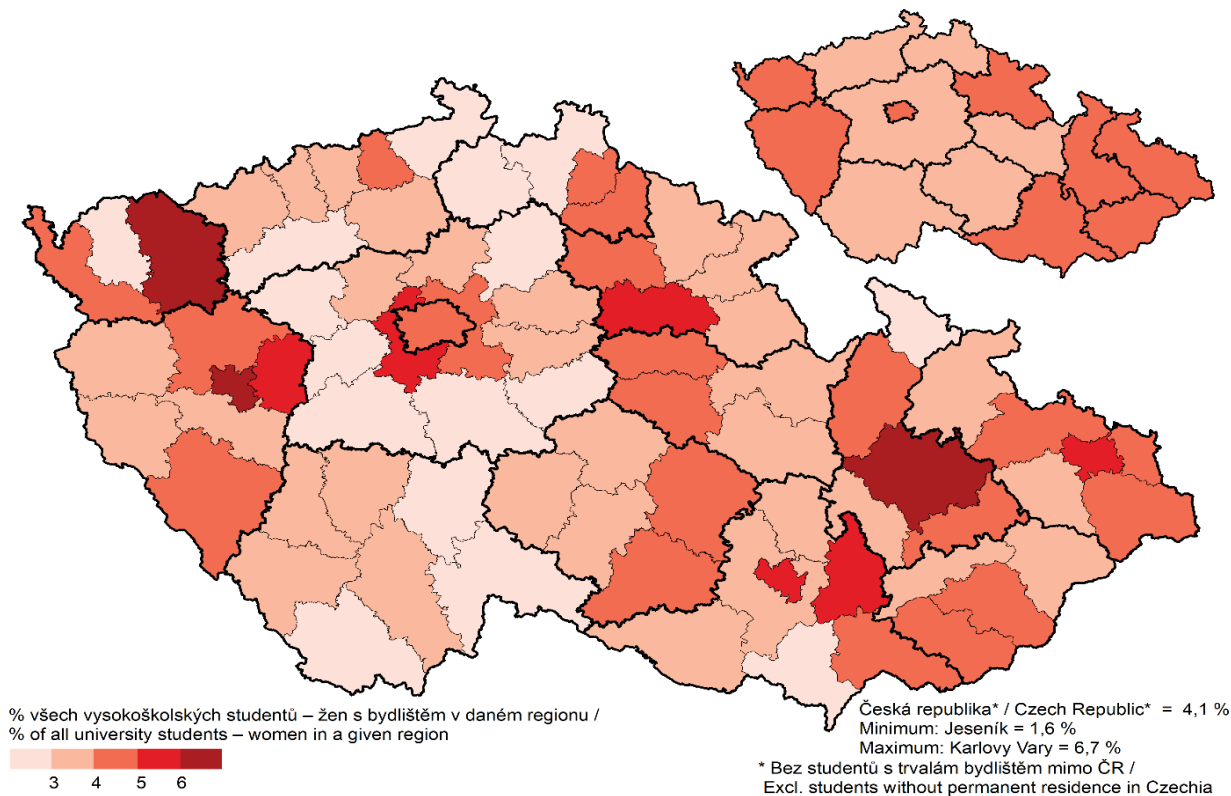 % všech vysokoškolských studentů – žen s bydlištěm v daném regionu /
% of all university students – women in a given region
3 4 5 6
Česká republika* / Czech Republic* = 4,1 %
Minimum: Jeseník = 1,6 %
Maximum: Karlovy Vary = 6,7 %
* Bez studentů s trvalám bydlištěm mimo ČR /
Excl. students without permanent residence in Czechia